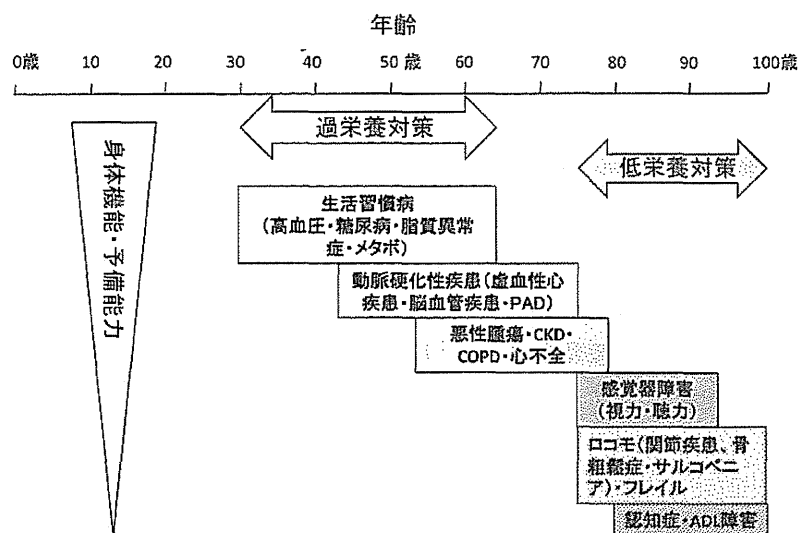 年齢
0歳 10 20 30 40 50 歳 60 70 80 90 100歳
過栄養対策
低栄養対策
身体機能・予備能力
生活習慣病
(高血圧・糖尿病・脂質異常
症・メタボ)
動脈硬化性疾患(虚血性心
疾患・脳血管疾患・PAD)
悪性腫瘍・CKD・
COPD・心不全
感覚器障害
(視力・聴力)
ロコモ(関節疾患、骨
粗鬆症・サルコペニ
ア)・フレイル
認知症・ADL障害